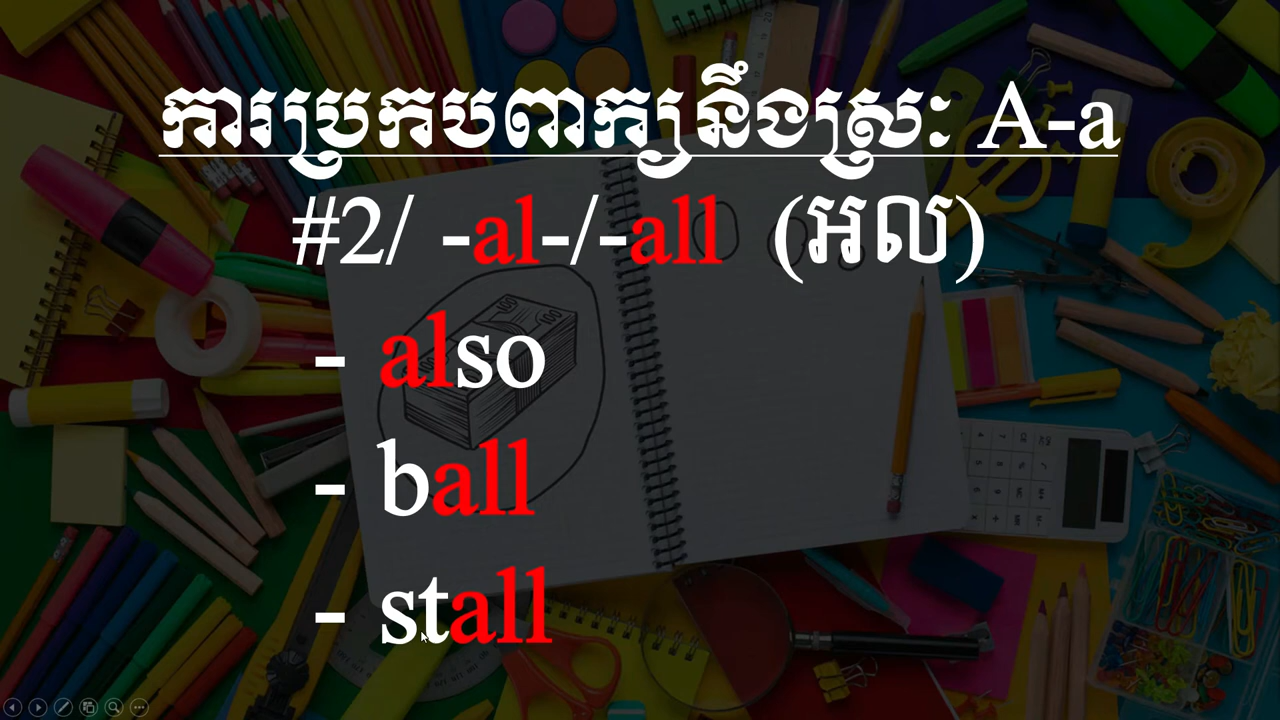 ការប្រកបពាក្យនឹងស្រៈ A-a
#2/ -al-/-all (អល)
- also
- ball
- stall